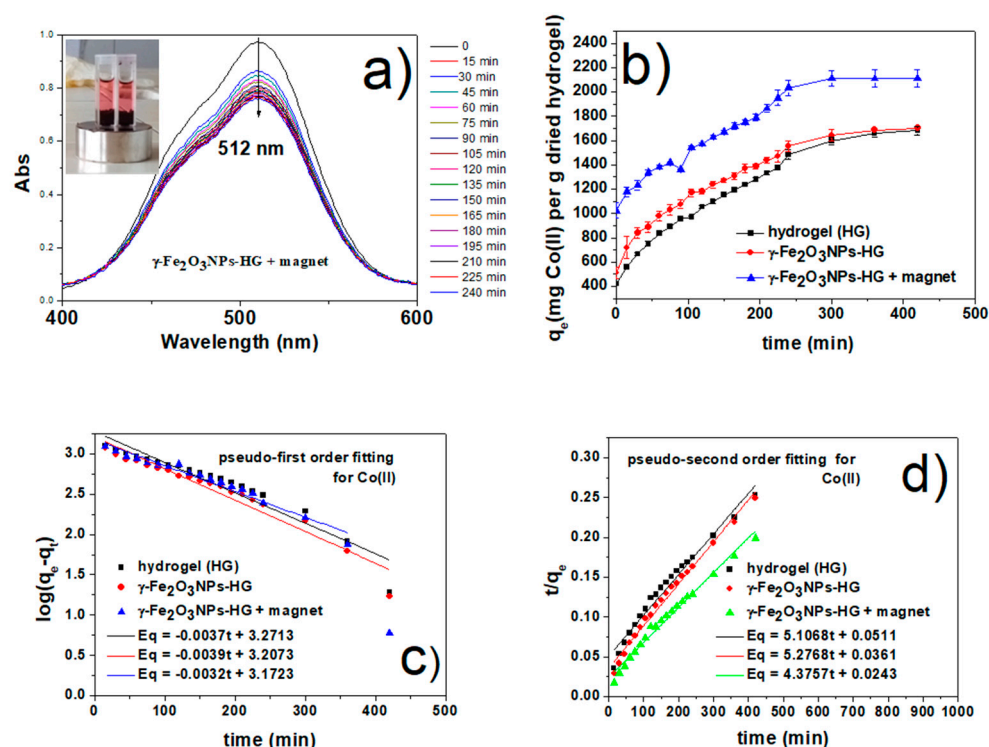 a)
1.0
0.8
0.6
0.4
0.2
0.0
Abs
512 nm
γ-Fe2O3NPs-HG + magnet
400
450
500
550
600
Wavelength (nm)
0
15 min
30 min
45 min
60 min
75 min
90 min
105 min
120 min
135 min
150 min
165 min
180 min
195 min
210 min
225 min
240 min
b)
2400
2200
2000
1800
1600
1400
1200
1000
800
600
400
200
0
qe(mg Co(II) per g dried hydrogel)
hydrogel (HG)
γ-Fe2O3NPs-HG
γ-Fe2O3NPs-HG + magnet
0
100
200
300
400
500
time (min)
3.0
2.5
2.0
1.5
1.0
0.5
0.0
log(qe-qt)
pseudo-first order fitting
for Co(II)
hydrogel (HG)
γ-Fe2O3NPs-HG
γ-Fe2O3NPs-HG + magnet
Eq = -0.0037t + 3.2713
Eq = -0.0039t + 3.2073
Eq = -0.0032t + 3.1723
c)
0
100
200
300
400
500
time (min)
0.30
0.25
0.20
0.15
0.10
0.05
0.00
t/qe
pseudo-second order fitting for
Co(II)
d)
hydrogel (HG)
γ-Fe2O3NPs-HG
γ-Fe2O3NPs-HG + magnet
Eq = 5.1068t + 0.0511
Eq = 5.2768t + 0.0361
Eq = 4.3757t + 0.0243
0 100 200 300 400 500 600 700 800 900 1000
time (min)